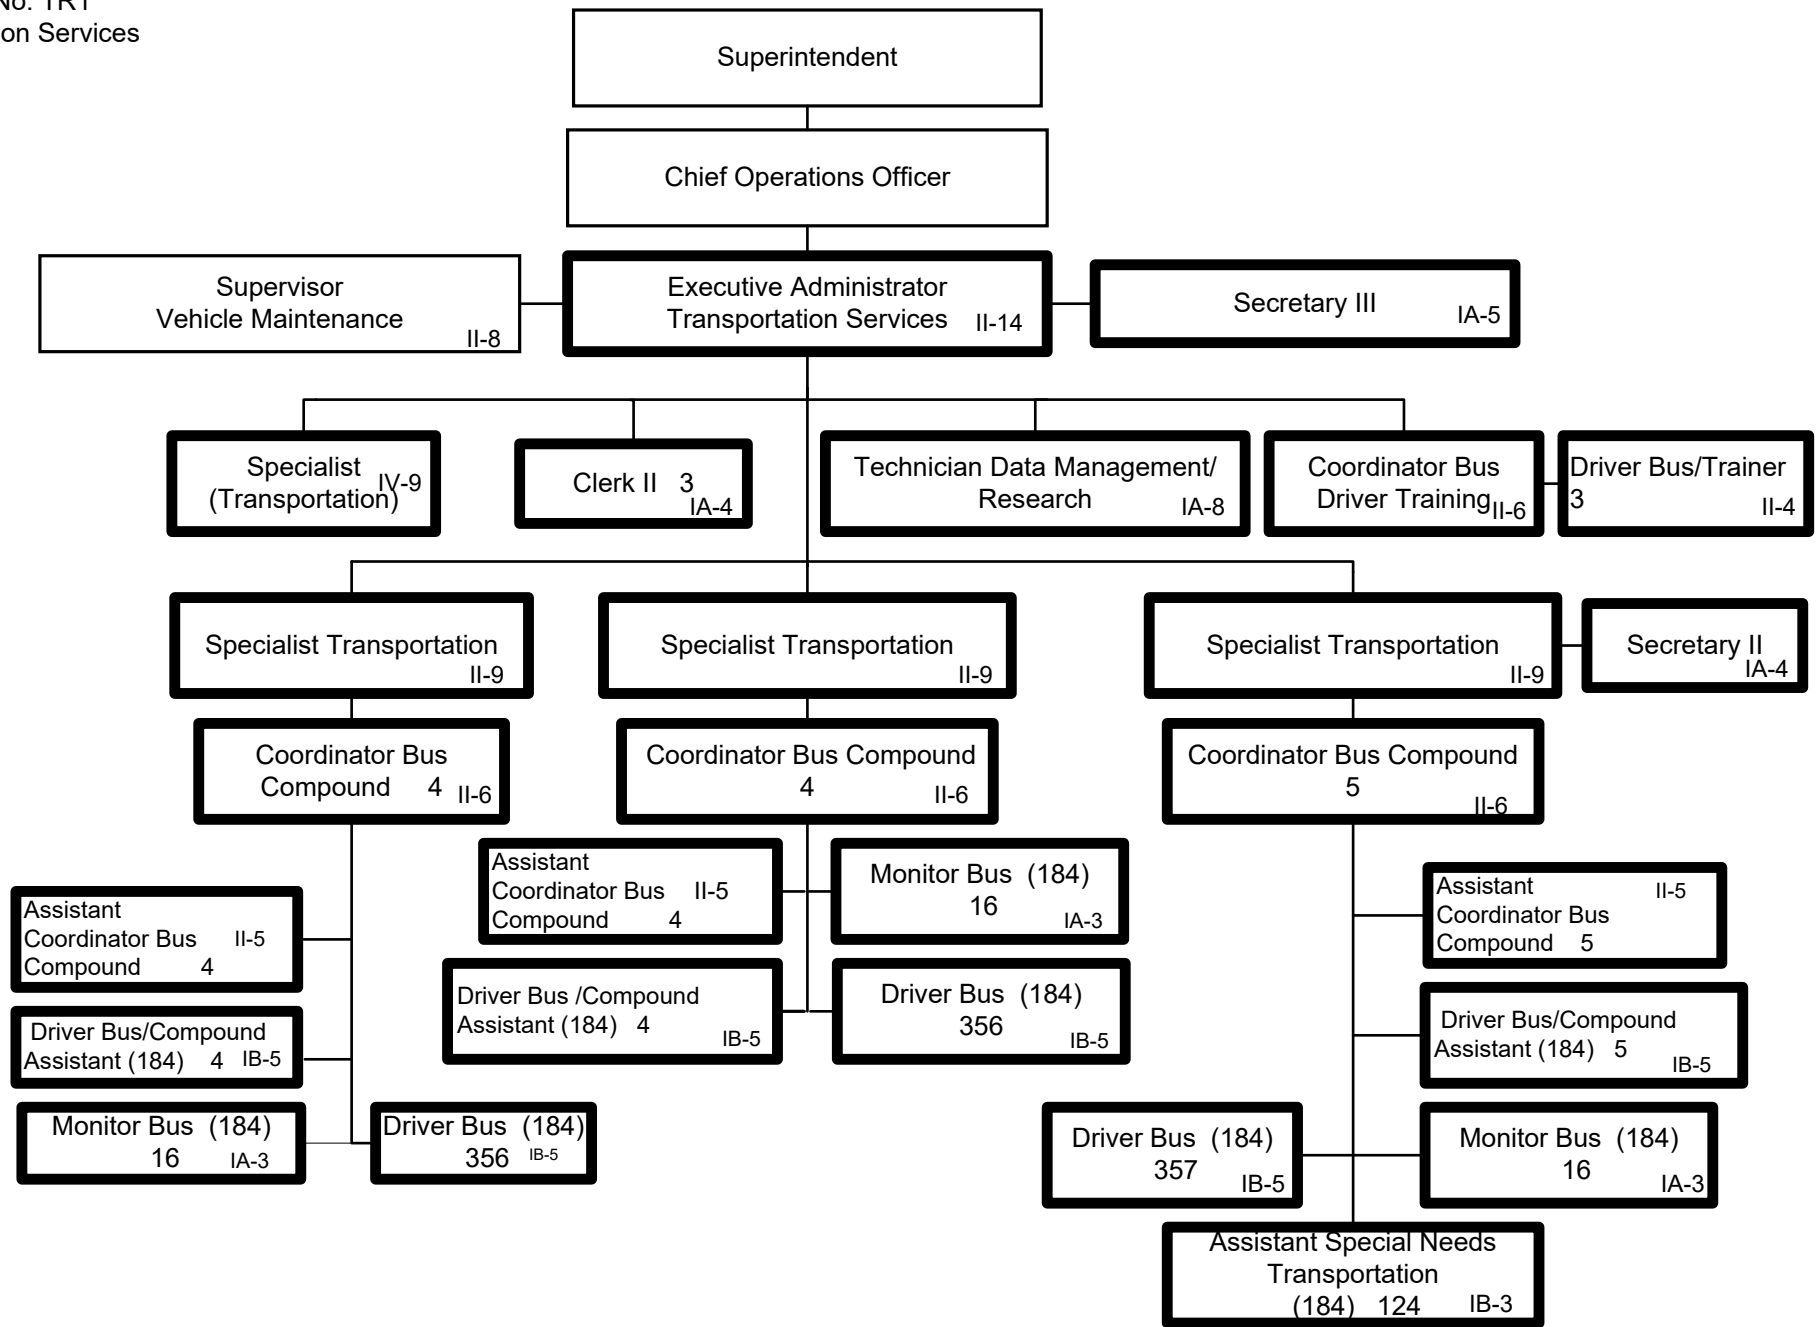 on Services
Superintendent
Chief Operations Officer
Supervisor
Vehicle Maintenance
II-8
Executive Administrator
Transportation Services II-14
Secretary III
IA-5
Specialist
(Transportation)
IV-9
Clerk II 3
IA-4
Technician Data Management/
Research
IA-8
Coordinator Bus
Driver Training
II-6
Driver Bus/Trainer
3
II-4
Specialist Transportation
II-9
Specialist Transportation
II-9
Specialist Transportation
II-9
Secretary II
IA-4
Coordinator Bus
Compound 4 II-6
Coordinator Bus Compound
4 II-6
Coordinator Bus Compound
5
II-6
Assistant
Coordinator Bus II-5
Compound 4
Driver Bus/Compound
Assistant (184) 4 IB-5
Monitor Bus (184)
16 IA-3
Driver Bus (184)
356 IB-5
Assistant
Coordinator Bus II-5
Compound 4
Monitor Bus (184)
16
IA-3
Driver Bus /Compound
Assistant (184) 4
IB-5
Driver Bus (184)
356
IB-5
Assistant II-5
Coordinator Bus
Compound 5
Driver Bus/Compound
Assistant (184) 5
IB-5
Driver Bus (184)
357
IB-5
Monitor Bus (184)
16
IA-3
Assistant Special Needs
Transportation
(184) 124 IB-3